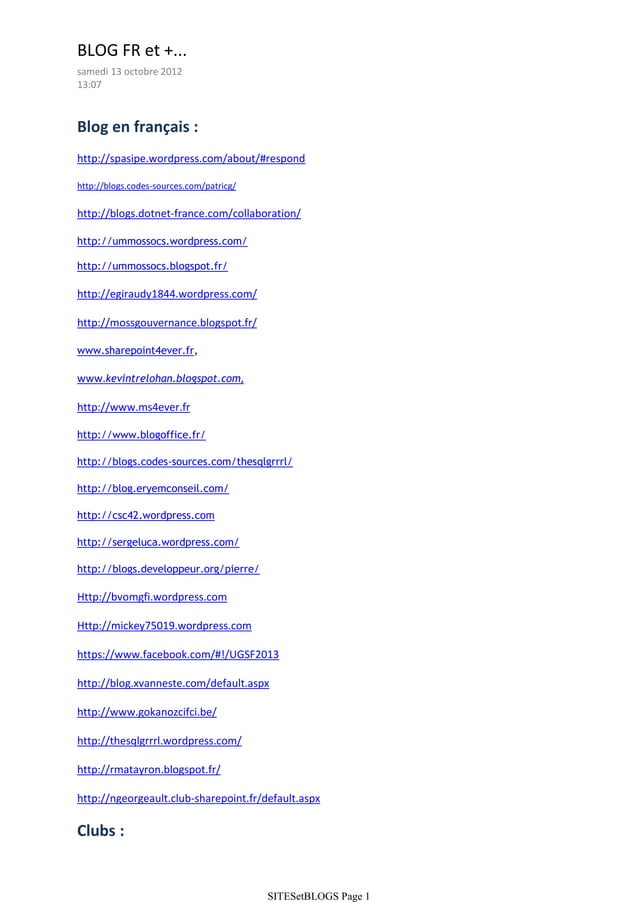 BLOG FR et +...
samedi 13 octobre 2012
13:07
Blog en français :
http://spasipe.wordpress.com/about/#respond
http://blogs.codes-sources.com/patricg/
http://blogs.dotnet-france.com/collaboration/
http://ummossocs.wordpress.com/
http://ummossocs.blogspot.fr/
http://egiraudy1844.wordpress.com/
http://mossgouvernance.blogspot.fr/
www.sharepoint4ever.fr,
www.kevintrelohan.blogspot.com,
http://www.ms4ever.fr
http://www.blogoffice.fr/
http://blogs.codes-sources.com/thesqlgrrrl/
http://blog.eryemconseil.com/
http://csc42.wordpress.com
http://sergeluca.wordpress.com/
http://blogs.developpeur.org/pierre/
Http://bvomgfi.wordpress.com
Http://mickey75019.wordpress.com
https://www.facebook.com/#!/UGSF2013
http://blog.xvanneste.com/default.aspx
http://www.gokanozcifci.be/
http://thesqlgrrrl.wordpress.com/
http://rmatayron.blogspot.fr/
http://ngeorgeault.club-sharepoint.fr/default.aspx
Clubs :
SITESetBLOGS Page 1